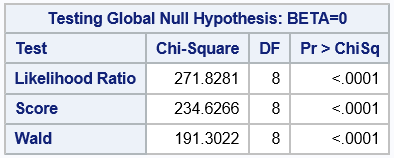 Testing Global Null Hypothesis: BETA=0
Test Chi-Square DF Pr > ChiSq
Likelihood Ratio 271.8281 8 <.0001
Score 234.6266 8 <.0001
Wald 191.3022 8 <.0001